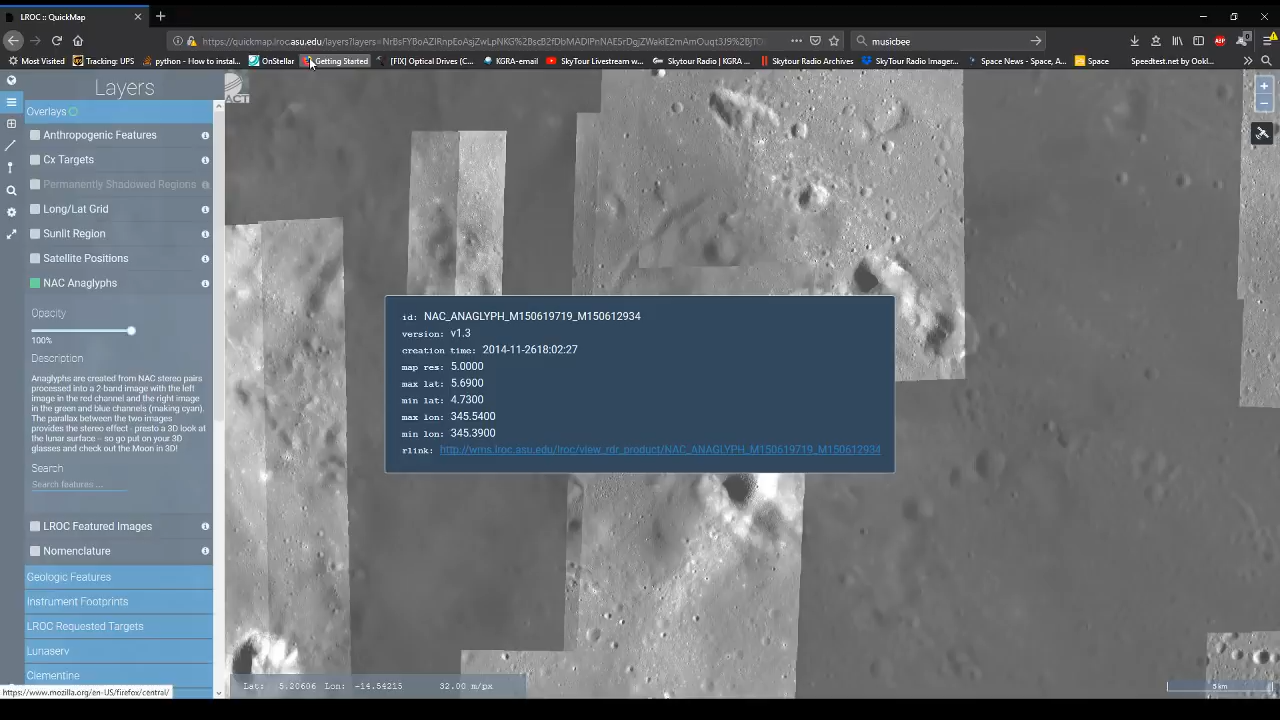 LROC :: QuickMap
musicbee
Most Visited
Tracking: UPS
python - How to instal...
OnStellar
Getting Started
[FIX] Optical Drives (C...
KGRA-email
SkyTour Livestream w...
Skytour Radio | KGRA ...
Skytour Radio Archives
SkyTour Radio Imager...
Space News - Space, A...
Space
Speedtest.net by Ookl...
Layers
Overlays
Anthropogenic Features
Cx Targets
Permanently Shadowed Regions
Long/Lat Grid
Sunlit Region
Satellite Positions
NAC Anaglyphs
Opacity
100%
Description
Anaglyphs are created from NAC stereo pairs
processed into a 2-band image with the left
image in the red channel and the right image
in the green and blue channels (making cyan).
The parallax between the two images
provides the stereo effect - presto a 3D look at
the lunar surface -- so go put on your 3D
glasses and check out the Moon in 3D!
Search
Search features ...
LROC Featured Images
Nomenclature
Geologic Features
Instrument Footprints
LROC Requested Targets
Lunaserv
Clementine
https://www.mozilla.org/en-US/firefox/central/
ACT
id: NAC_ANAGLYPH_M150619719_M150612934
version: v1.3
creation time: 2014-11-2618:02:27
map res: 5.0000
max lat: 5.6900
min lat: 4.7300
max lon: 345.5400
min lon: 345.3900
rlink: http://wms.lroc.asu.edu/lroc/view_rdr_product/NAC_ANAGLYPH_M150619719_M150612934
Lat: 5.20606 Lon: -14.54215 32.00 m/px
5 km